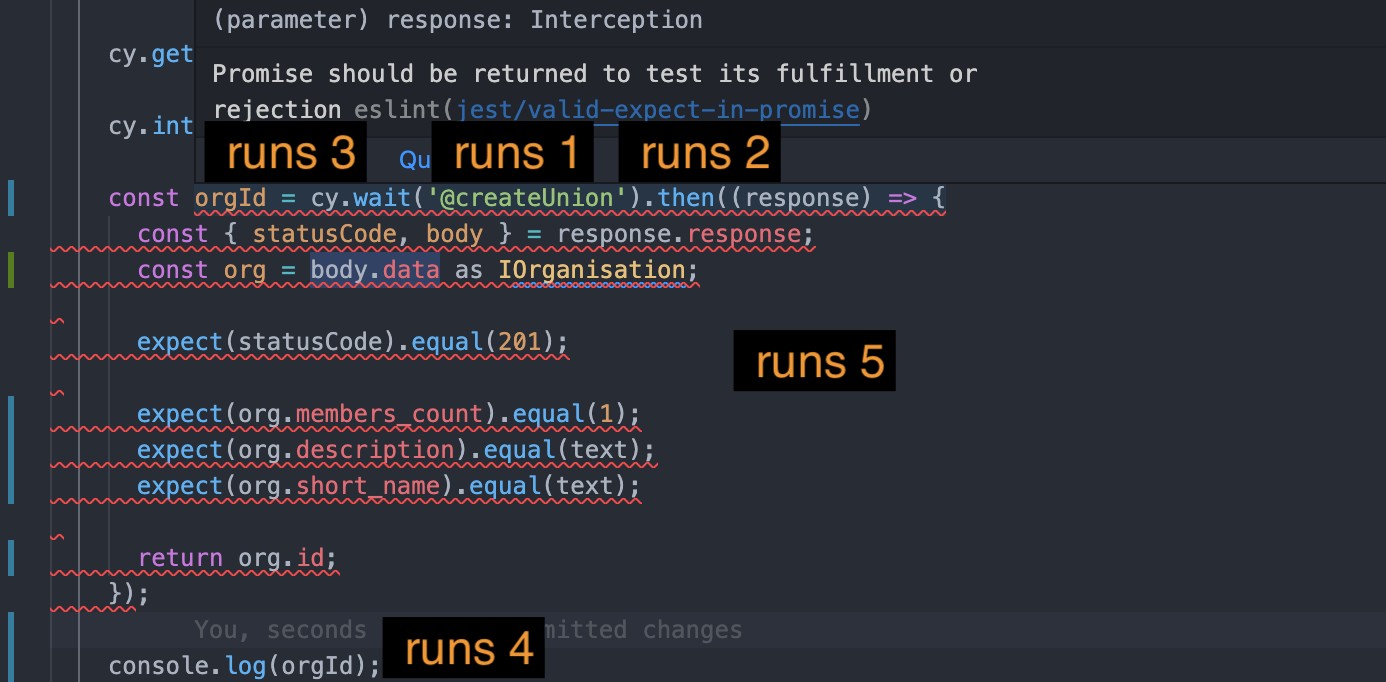 (parameter) response: Interception
cy.get
Promise should be returned to test its fulfillment or
rejection eslint(jest/valid-expect-in-promise)
cy.int
runs 3 Qu runs 1 runs 2
const orgId = cy.wait('@createUnion').then((response) => {
const { statusCode, body } = response.response;
const org = body.data as IOrganisation;
expect(statusCode).equal(201);
runs 5
expect(org.members_count).equal(1);
expect(org.description).equal(text);
expect(org.short_name).equal(text);
return org.id;
});
You, seconds mitted changes
runs 4
console.log(orgId);